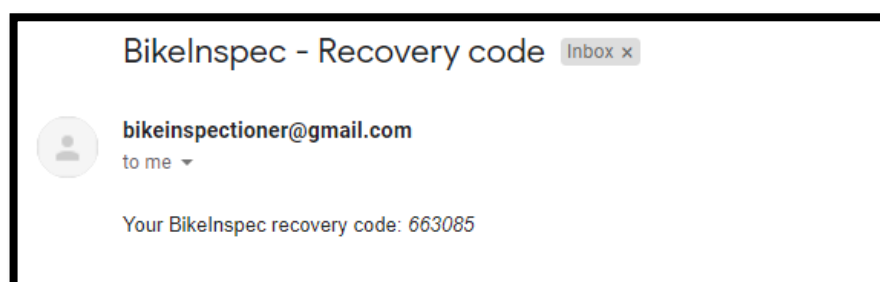 BikeInspec - Recovery code Inbox x
bikeinspectioner@gmail.com
to me
Your BikeInspec recovery code: 663085